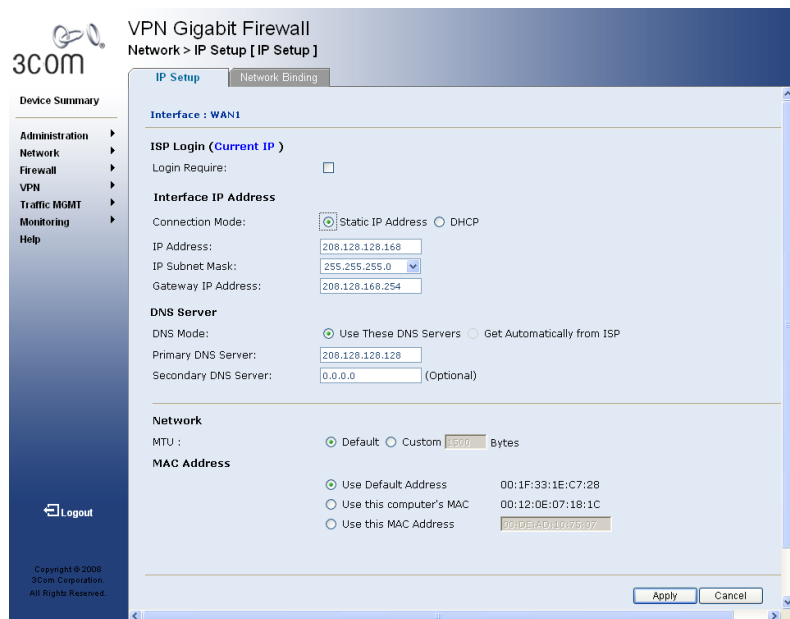 3COM
VPN Gigabit Firewall
Network > IP Setup [ IP Setup ]
IP Setup
Network Binding
Device Summary
Administration
Network
Firewall
VPN
Traffic MGMT
Monitoring
Help
Logout
Copyright © 2008
3Com Corporation.
All Rights Reserved.
Interface : WAN1
ISP Login (Current IP )
Login Require:
Interface IP Address
Connection Mode: Static IP Address DHCP
IP Address: 208.128.128.168
IP Subnet Mask: 255.255.255.0
Gateway IP Address: 208.128.168.254
DNS Server
DNS Mode: Use These DNS Servers Get Automatically from ISP
Primary DNS Server: 208.128.128.128
Secondary DNS Server: 0.0.0.0 (Optional)
Network
MTU : Default Custom 1500 Bytes
MAC Address
Use Default Address 00:1F:33:1E:C7:28
Use this computer's MAC 00:12:0E:07:18:1C
Use this MAC Address 00:DE:AD:10:75:07
Apply Cancel